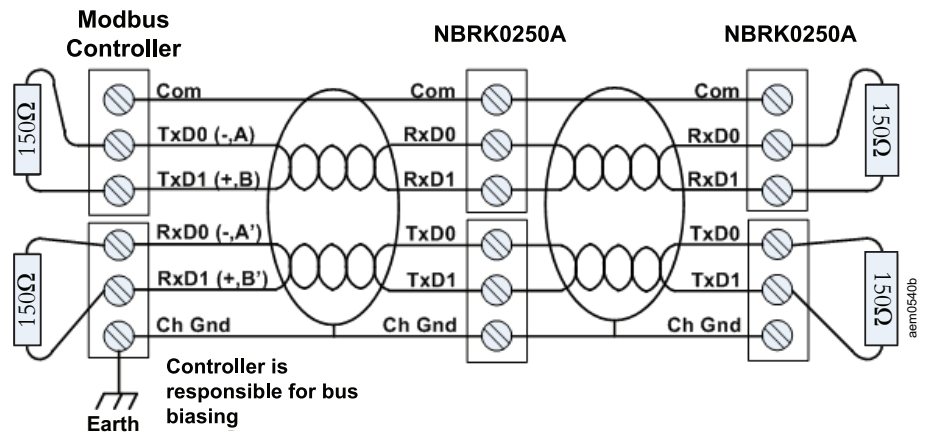 Modbus
Controller
NBRK0250A
NBRK0250A
150Ω
Com
Com
Com
150Ω
TxD0 (-,A)
RxD0
RxD0
TxD1 (+,B)
RxD1
RxD1
150Ω
RxD0 (-,A')
TxD0
TxD0
150Ω
RxD1 (+,B')
TxD1
TxD1
Ch Gnd
Ch Gnd
Ch Gnd
aem0540b
Controller is
responsible for bus
biasing
Earth